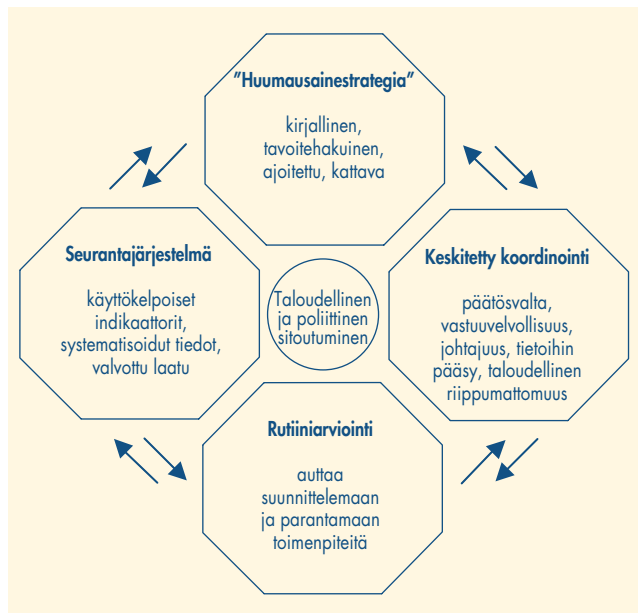 ”Huumausainestrategia”
kirjallinen,
tavoitehakuinen,
ajoitettu, kattava
Seurantajärjestelmä
käyttökelpoiset
indikaattorit,
systematisoidut tiedot,
valvottu laatu
Taloudellinen
ja poliittinen
sitoutuminen
Keskitetty koordinointi
päätösvalta,
vastuuvelvollisuus,
johtajuus, tietoihin
pääsy, taloudellinen
riippumattomuus
Rutiiniarviointi
auttaa
suunnittelemaan
ja parantamaan
toimenpiteitä